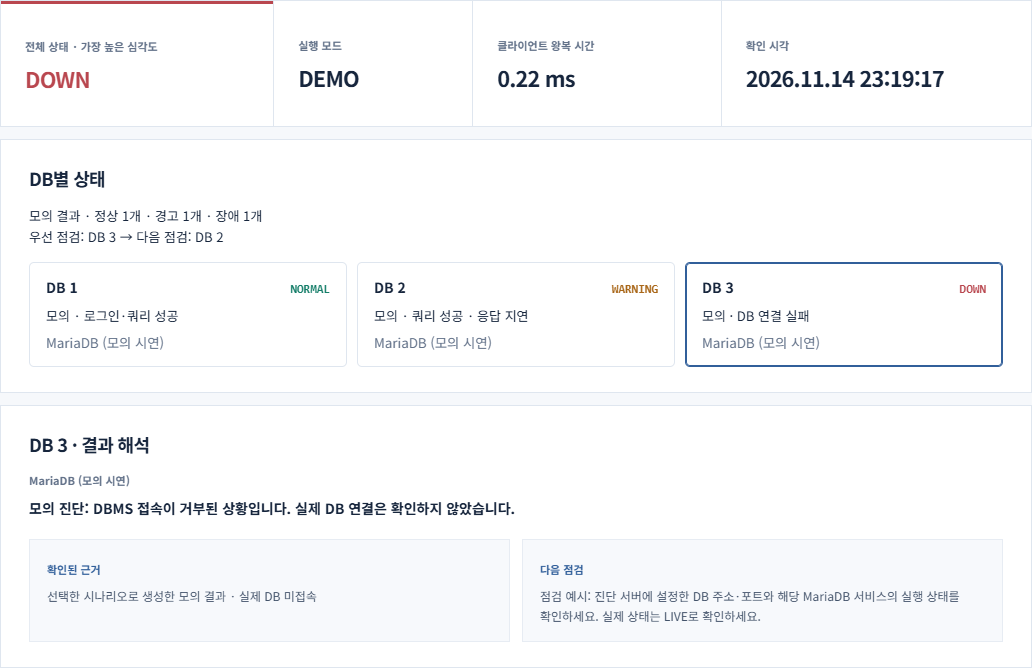 전체 상태 · 가장 높은 심각도
DOWN
실행 모드
DEMO
클라이언트 왕복 시간
0.22 ms
확인 시각
2026.11.14 23:19:17
DB별 상태
모의 결과 · 정상 1개 · 경고 1개 · 장애 1개
우선 점검: DB 3 → 다음 점검: DB 2
DB 1
NORMAL
모의 · 로그인·쿼리 성공
MariaDB (모의 시연)
DB 2
WARNING
모의 · 쿼리 성공 · 응답 지연
MariaDB (모의 시연)
DB 3
DOWN
모의 · DB 연결 실패
MariaDB (모의 시연)
DB 3 · 결과 해석
MariaDB (모의 시연)
모의 진단: DBMS 접속이 거부된 상황입니다. 실제 DB 연결은 확인하지 않았습니다.
확인된 근거
선택한 시나리오로 생성한 모의 결과 · 실제 DB 미접속
다음 점검
점검 예시: 진단 서버에 설정한 DB 주소·포트와 해당 MariaDB 서비스의 실행 상태를
확인하세요. 실제 상태는 LIVE로 확인하세요.